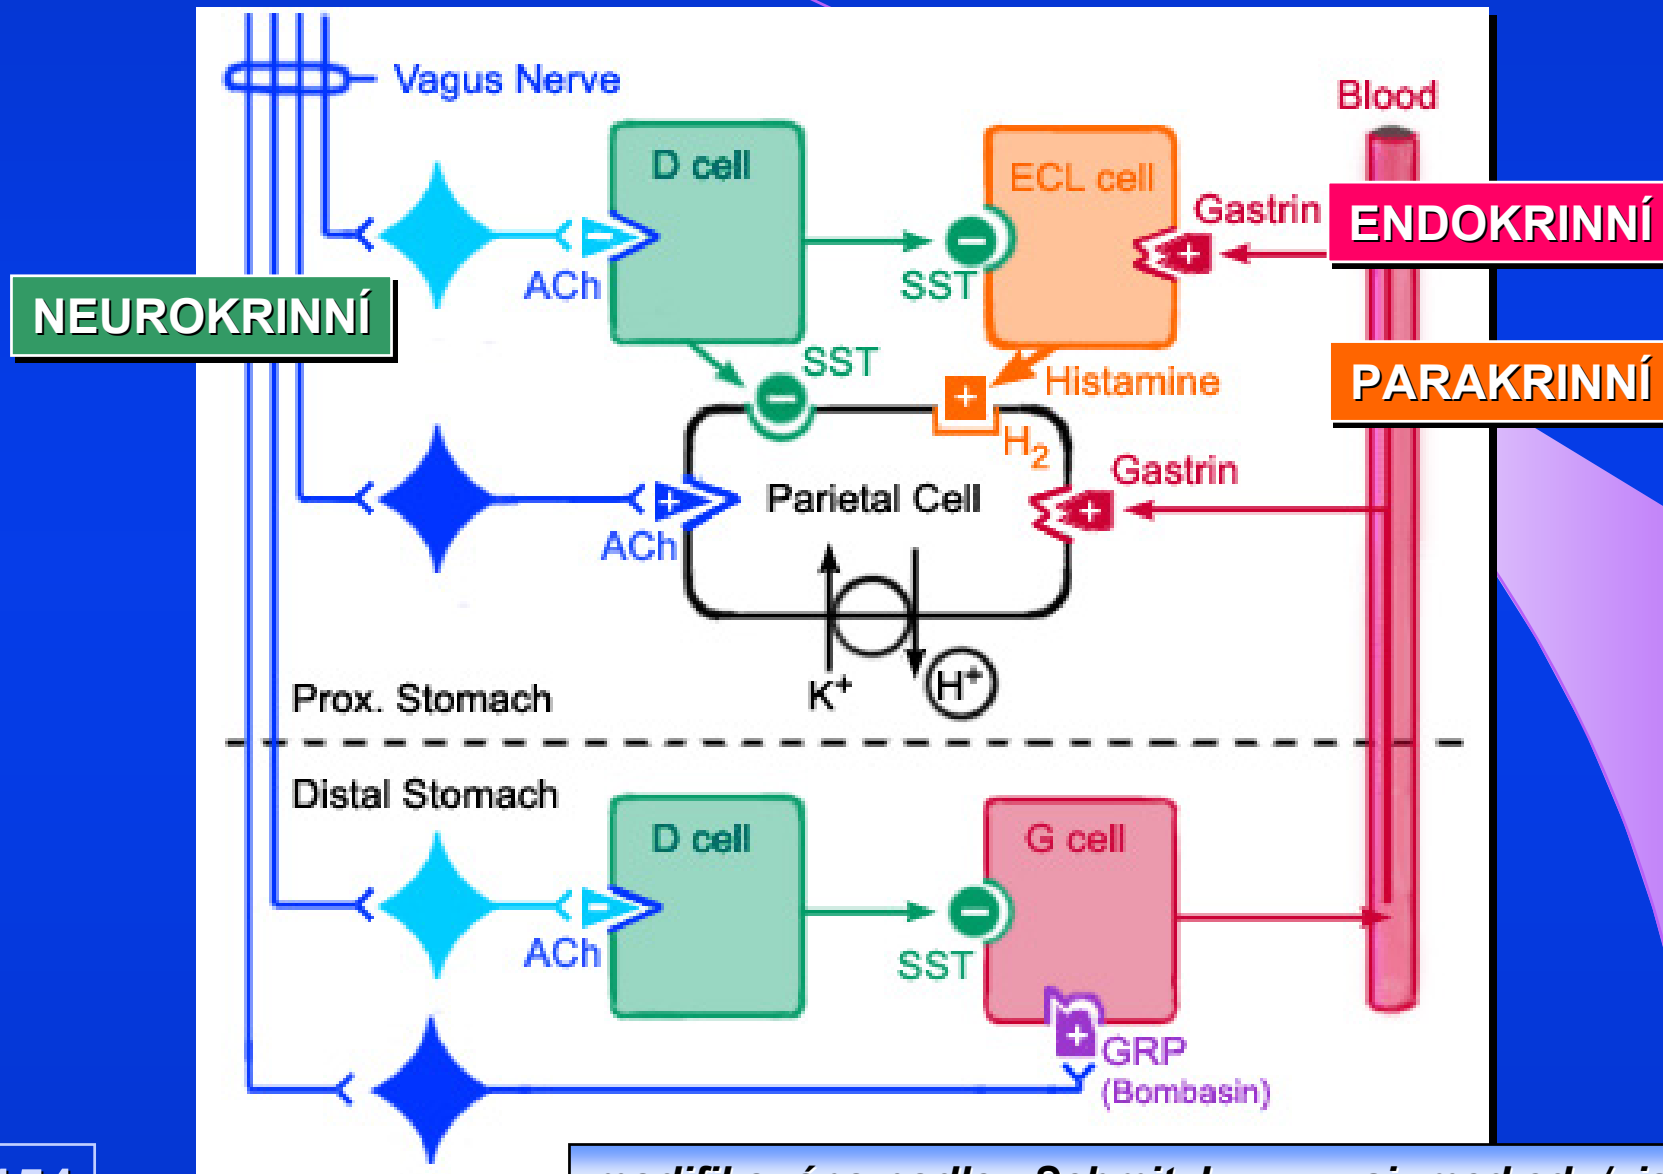 Vagus Nerve
Blood
D cell
ECL cell
Gastrin
ENDOKRINNÍ
ACh
SST
NEUROKRINNÍ
SST
Histamine
PARAKRINNÍ
H2
Gastrin
Parietal Cell
ACh
K+
H+
Prox. Stomach
Distal Stomach
D cell
G cell
ACh
SST
GRP
(Bombasin)